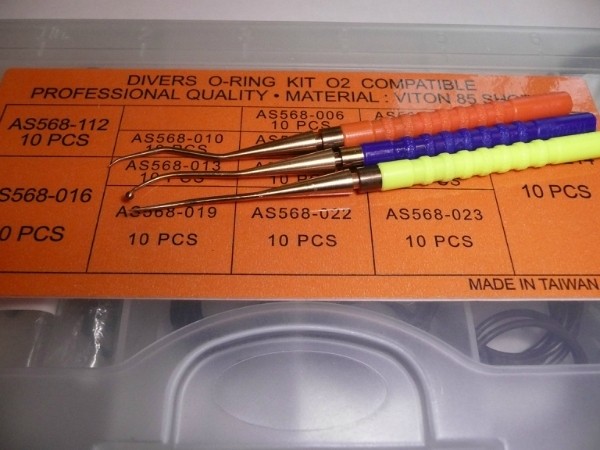 DIVERS O-RING KIT O2 COMPATIBLE
PROFESSIONAL QUALITY • MATERIAL : VITON 85
AS568-112
10 PCS
AS568-010
AS568-006
10 PCS
AS568-013
AS568-016
0 PCS
AS568-019
10 PCS
AS568-022
10 PCS
AS568-023
10 PCS
10 PCS
MADE IN TAIWAN